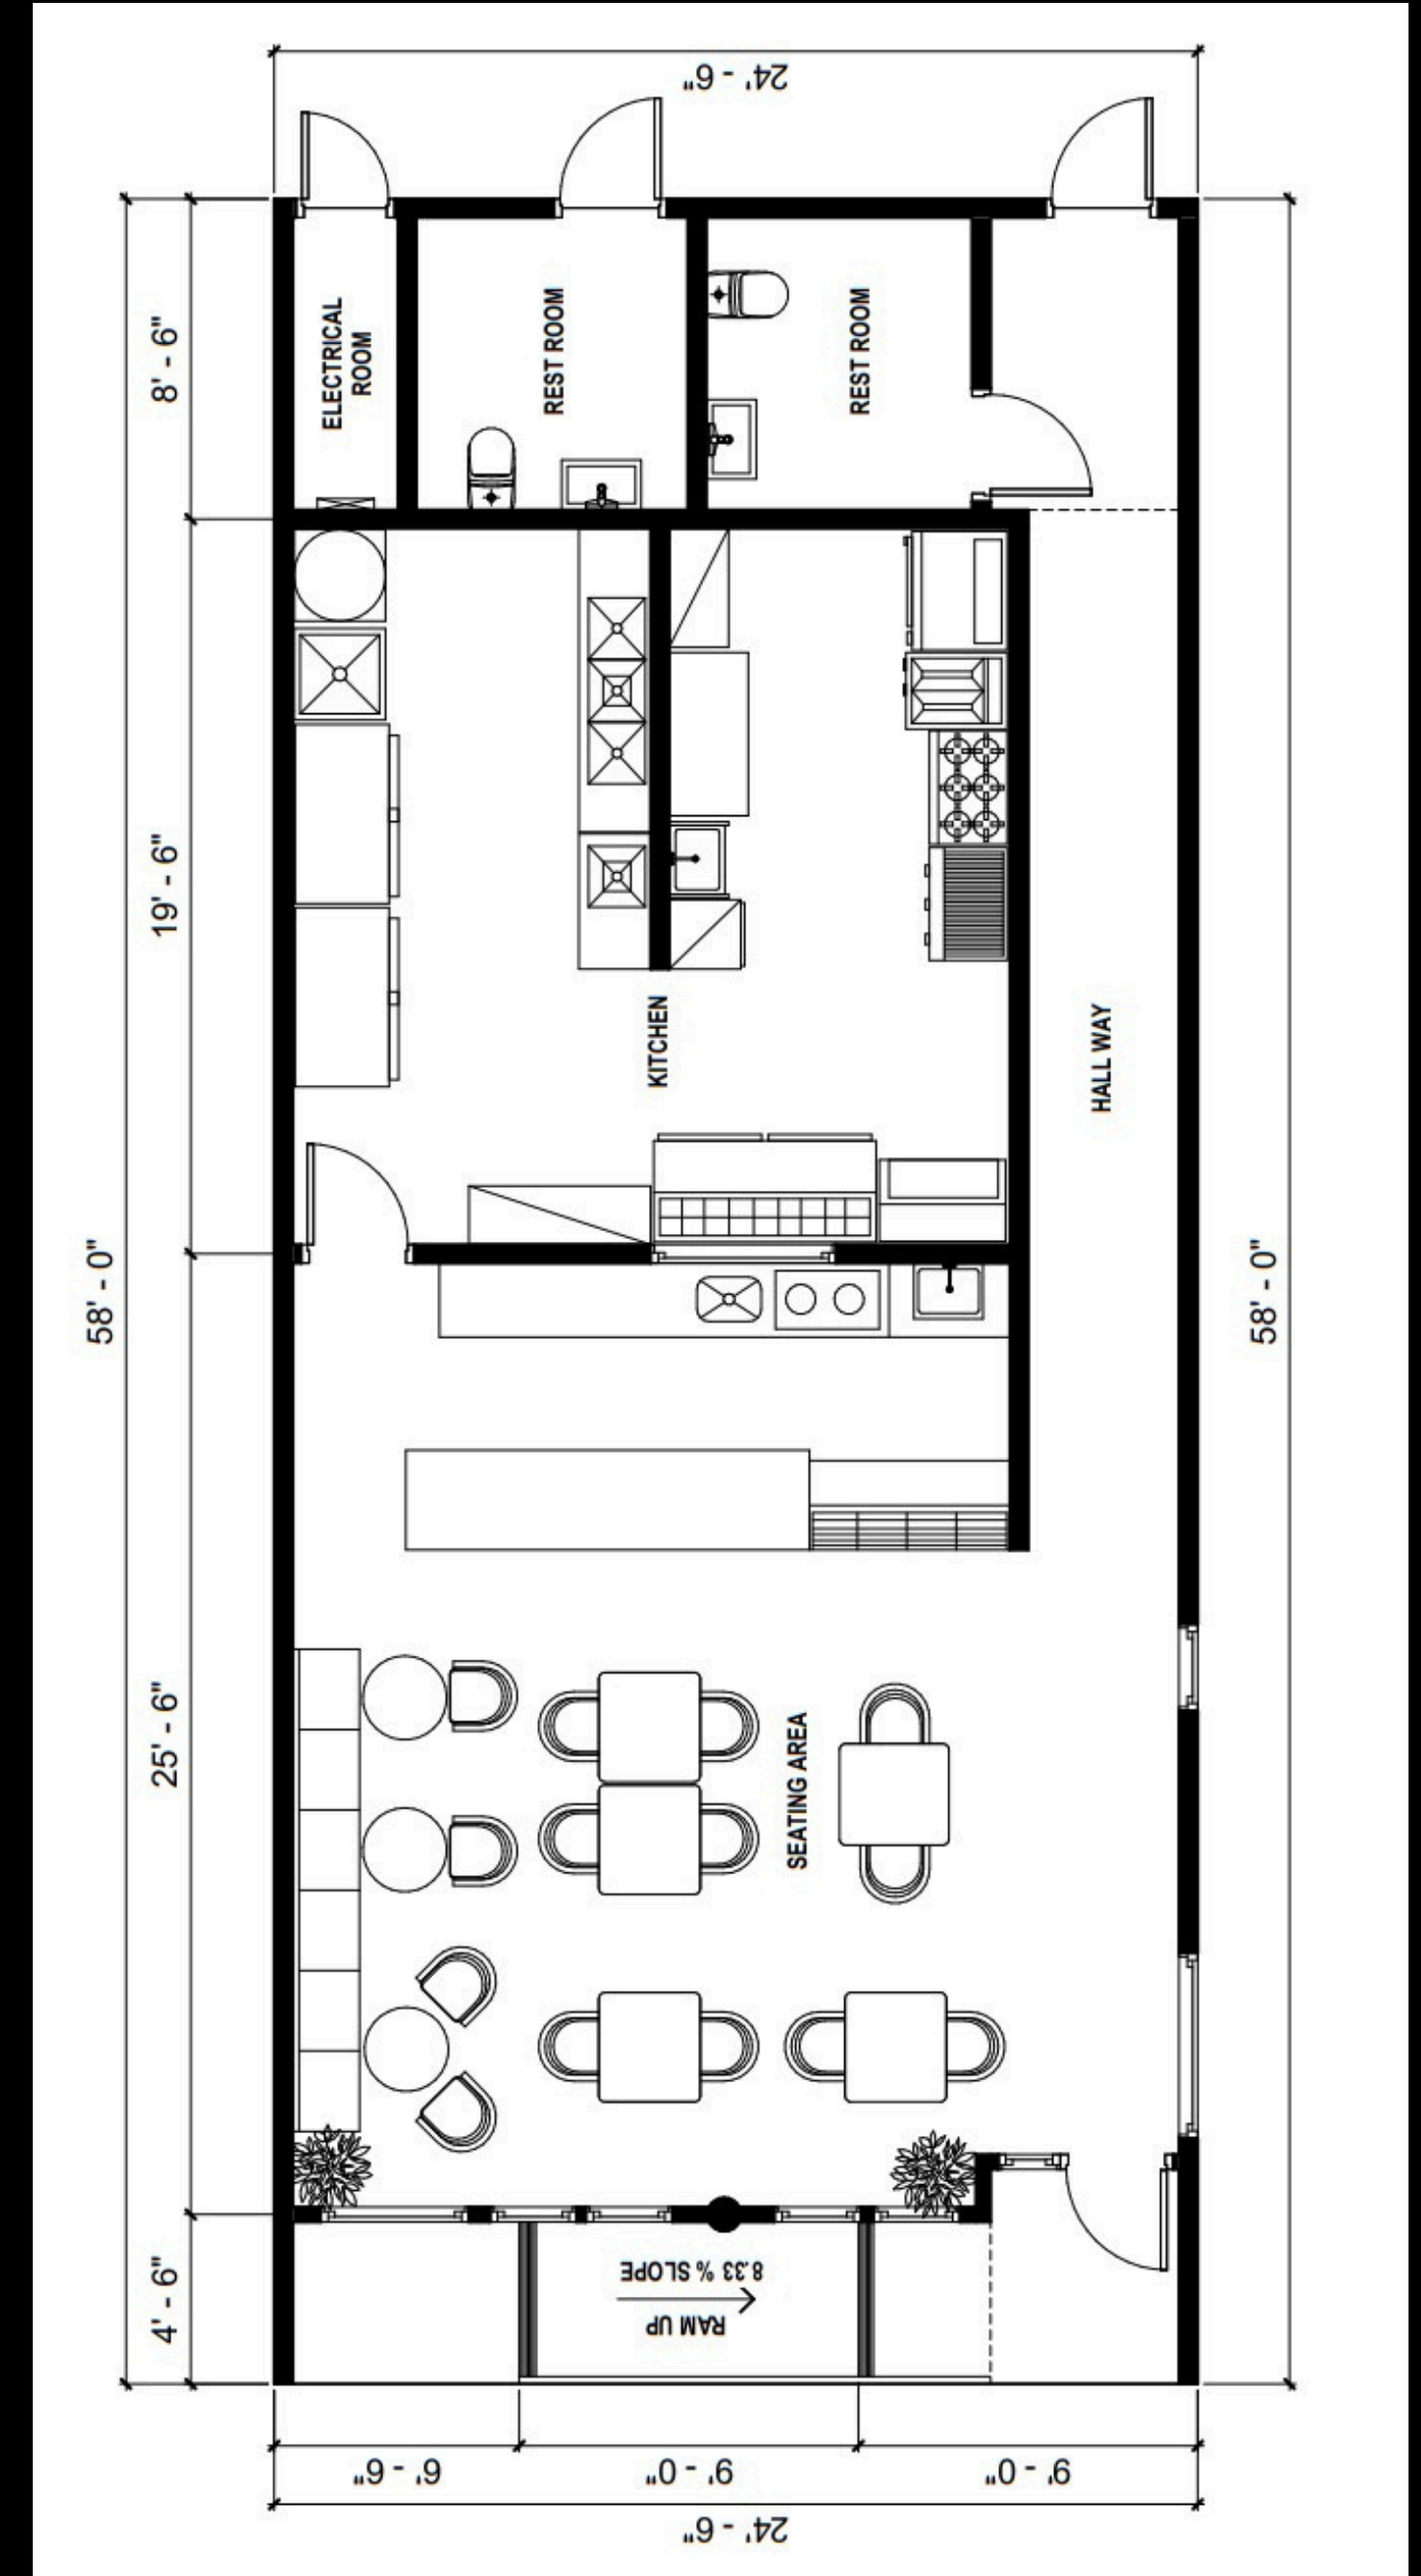 24' - 6"
8' - 6"
ELECTRICAL
ROOM
REST ROOM
REST ROOM
19' - 6"
KITCHEN
HALL WAY
58' - 0"
58' - 0"
25' - 6"
SEATING AREA
4' - 6"
RAM UP
8.33 % SLOPE
6' - 6"
9' - 0"
9' - 0"
24' - 6"